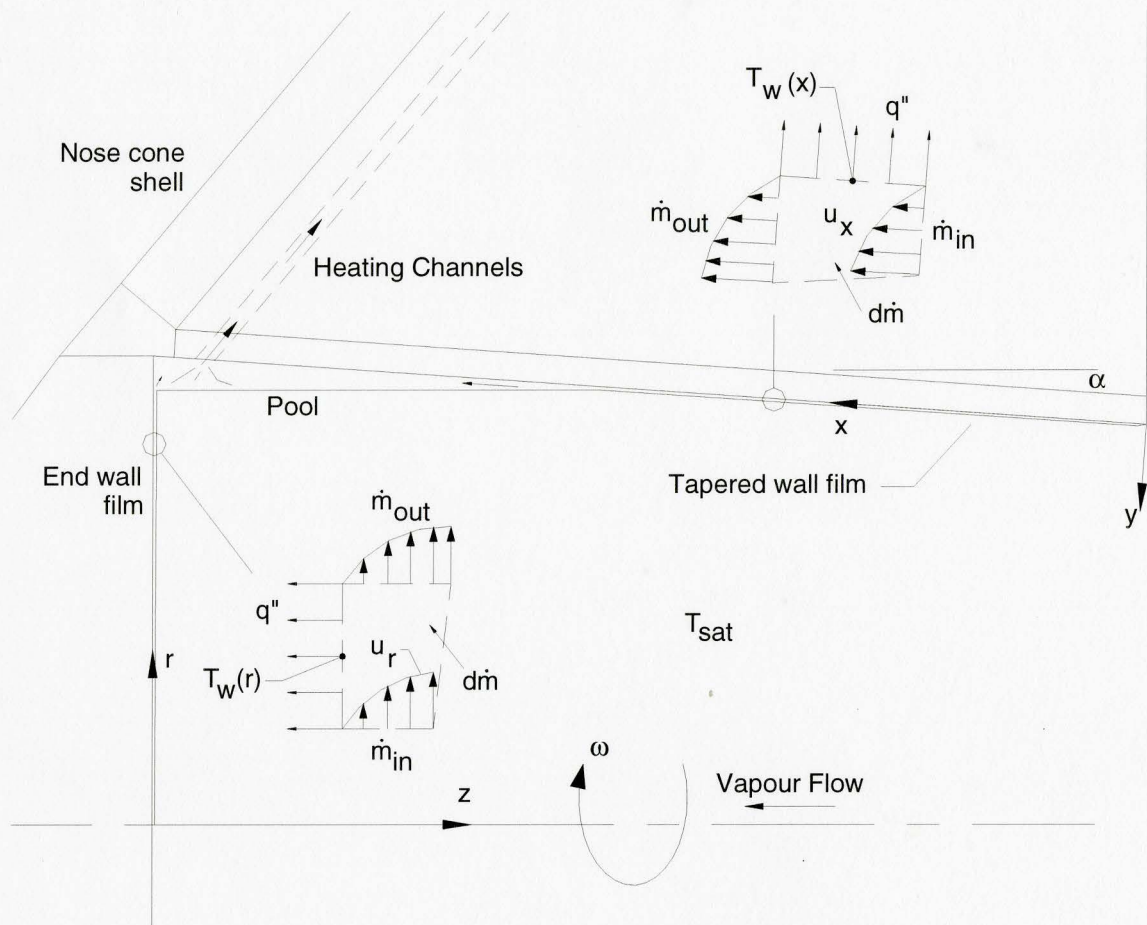 T_w (x)
q"
Nose cone
shell
ṁ_out
u_x
ṁ_in
Heating Channels
dṁ
α
Pool
x
End wall
film
Tapered wall film
ṁ_out
y
q"
T_sat
r
u_r
T_w(r)
dṁ
ṁ_in
ω
z
Vapour Flow